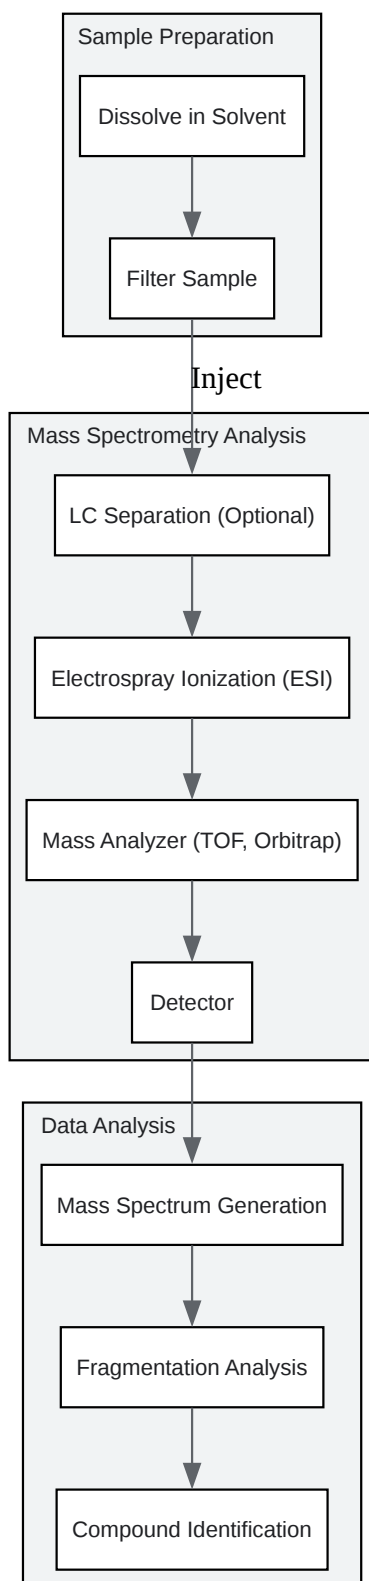 Sample Preparation
Dissolve in Solvent
Filter Sample
Inject
Mass Spectrometry Analysis
LC Separation (Optional)
Electrospray Ionization (ESI)
Mass Analyzer (TOF, Orbitrap)
Detector
Data Analysis
Mass Spectrum Generation
Fragmentation Analysis
Compound Identification